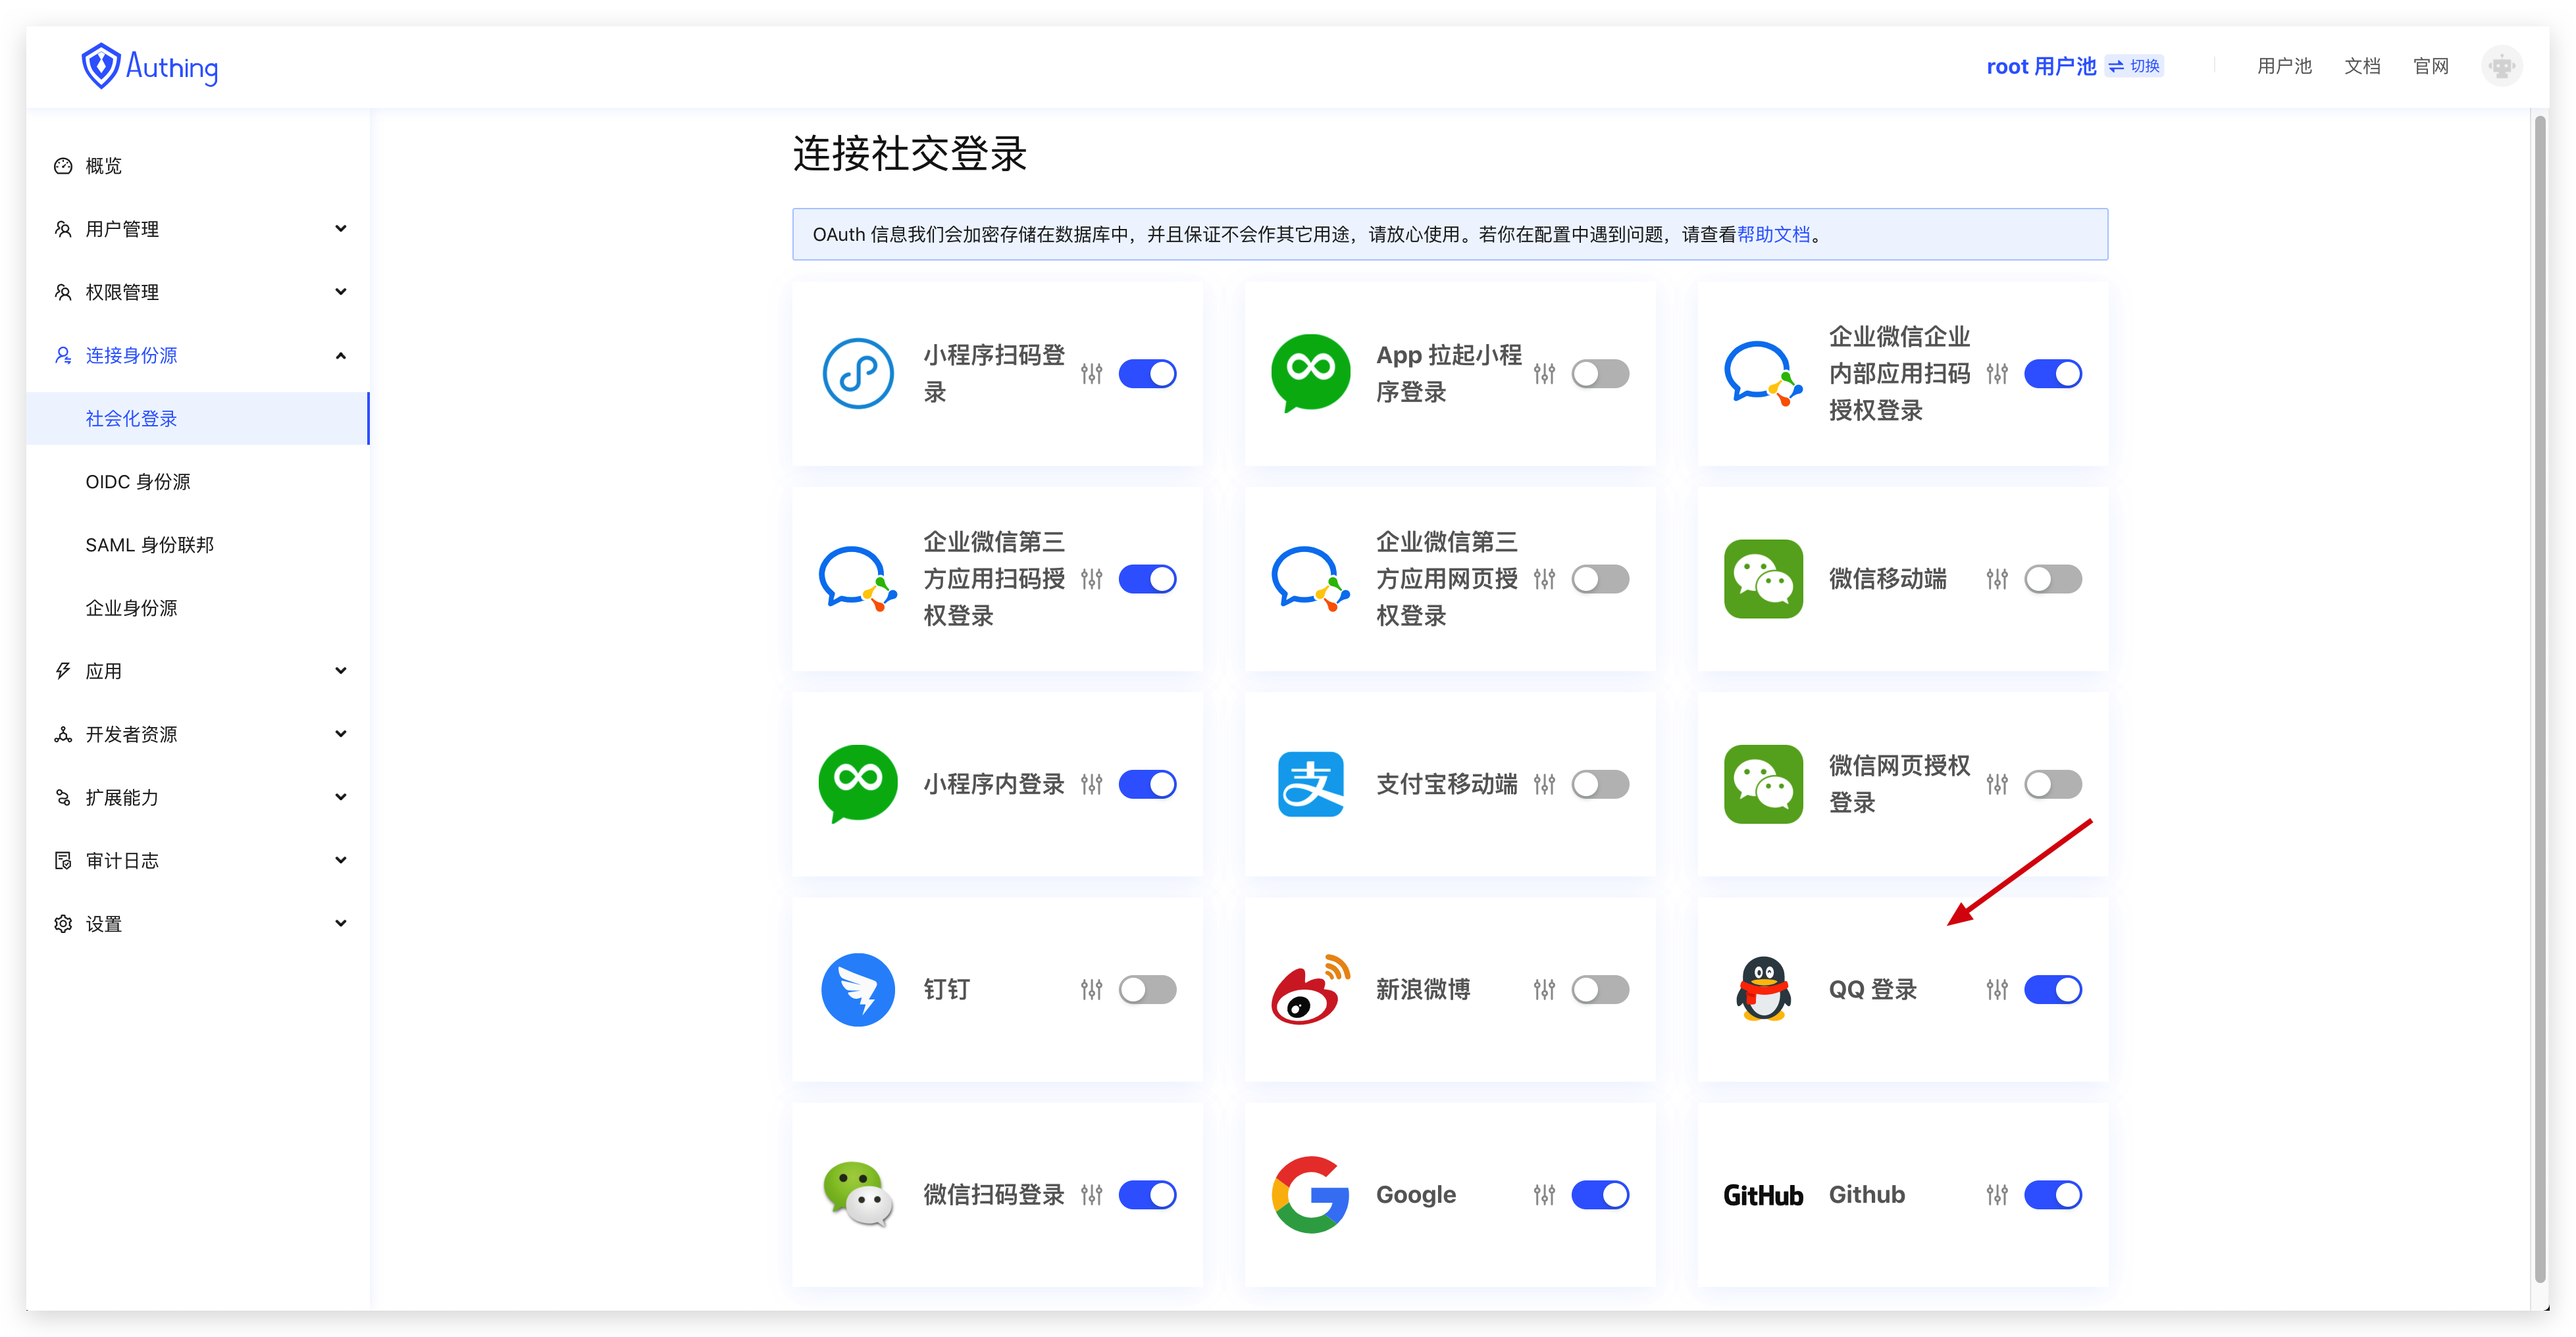 Authing
root 用户池
切换
用户池
文档
官网
概览
用户管理
权限管理
连接身份源
社会化登录
OIDC 身份源
SAML 身份联邦
企业身份源
应用
开发者资源
扩展能力
审计日志
设置
连接社交登录
OAuth 信息我们会加密存储在数据库中，并且保证不会作其它用途，请放心使用。若你在配置中遇到问题，请查看帮助文档。
小程序扫码登
录
App 拉起小程
序登录
企业微信企业
内部应用扫码
授权登录
企业微信第三
方应用扫码授
权登录
企业微信第三
方应用网页授
权登录
微信移动端
小程序内登录
支
支付宝移动端
微信网页授权
登录
钉钉
新浪微博
QQ 登录
微信扫码登录
Google
GitHub
Github